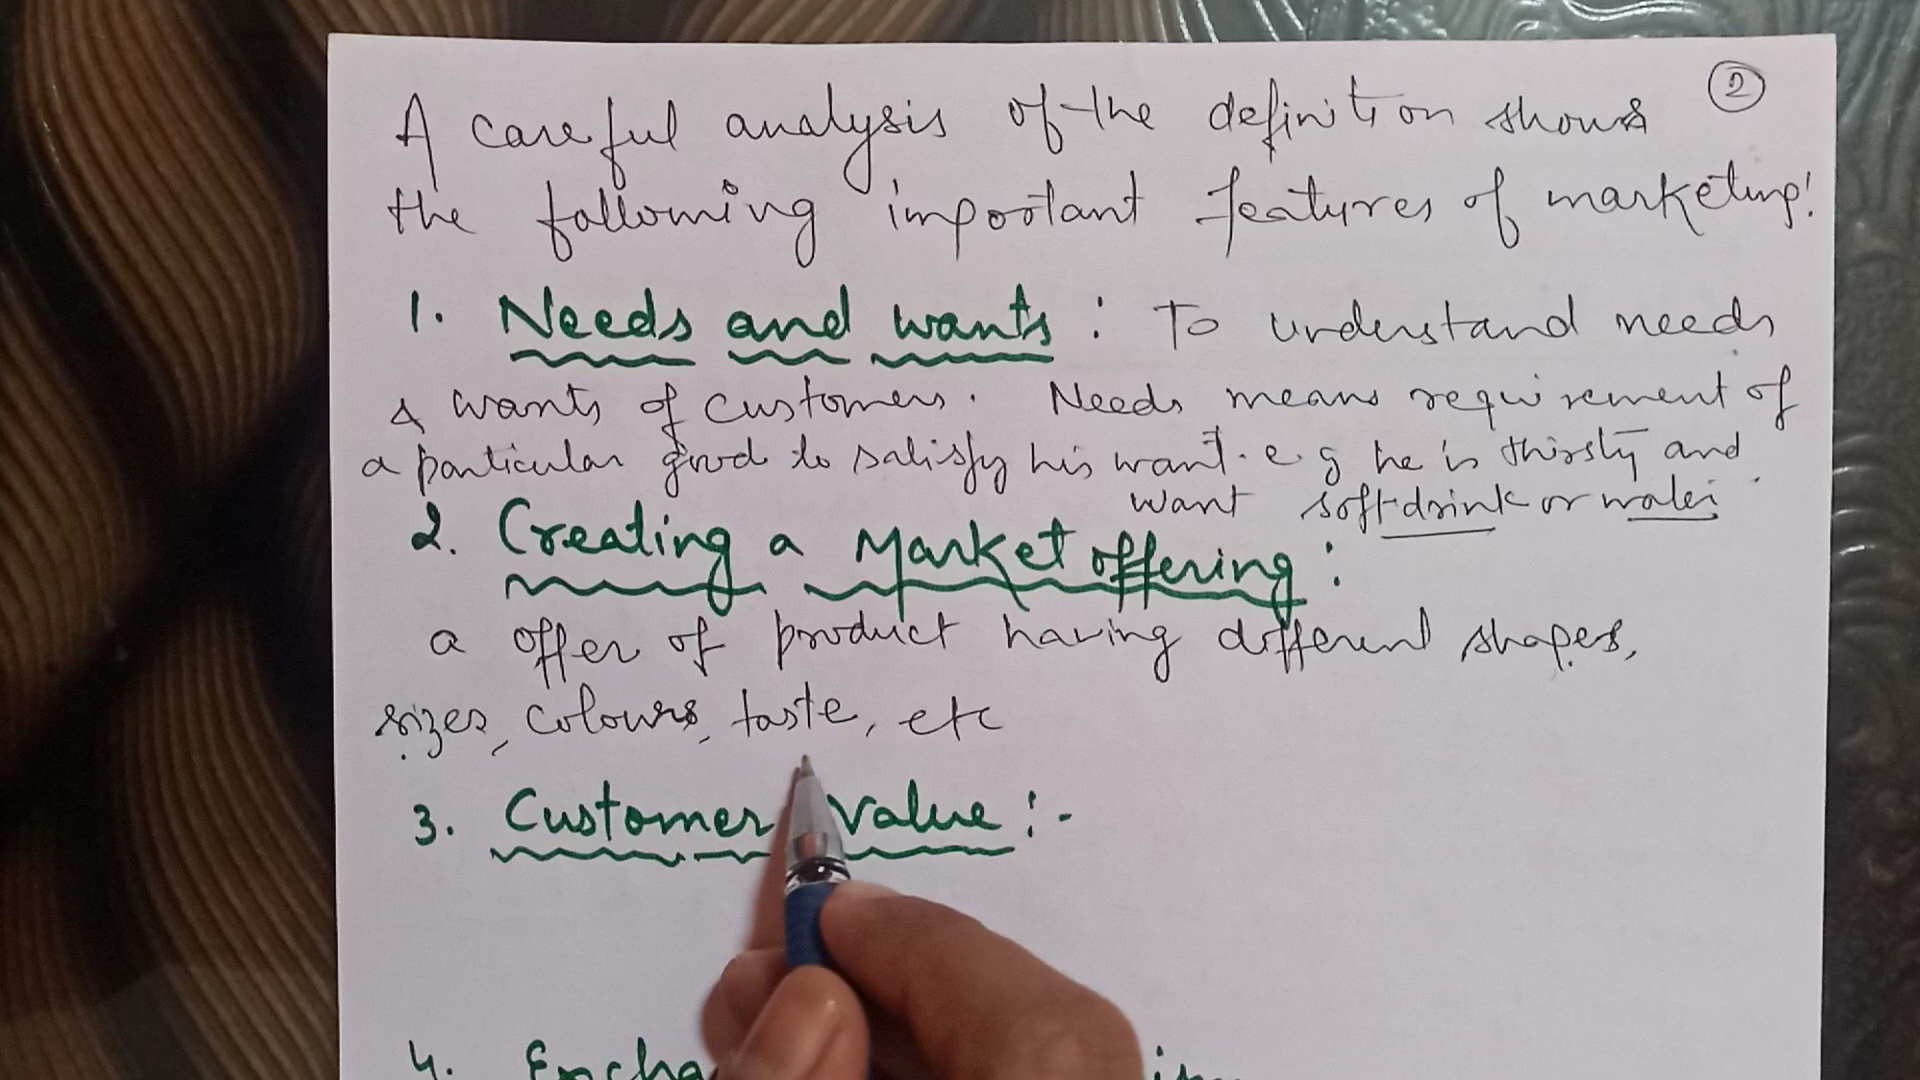 2
A careful analysis of the definition shows
the following important features of marketing:
1. Needs and wants : To understand needs
& wants of customers. Needs means requirement of
a particular good to satisfy his want. e.g he is thirsty and
want soft drink or water.
2. Creating a Market offering :
a offer of product having different shapes,
sizes, colours, taste, etc
3. Customer value :-
4.